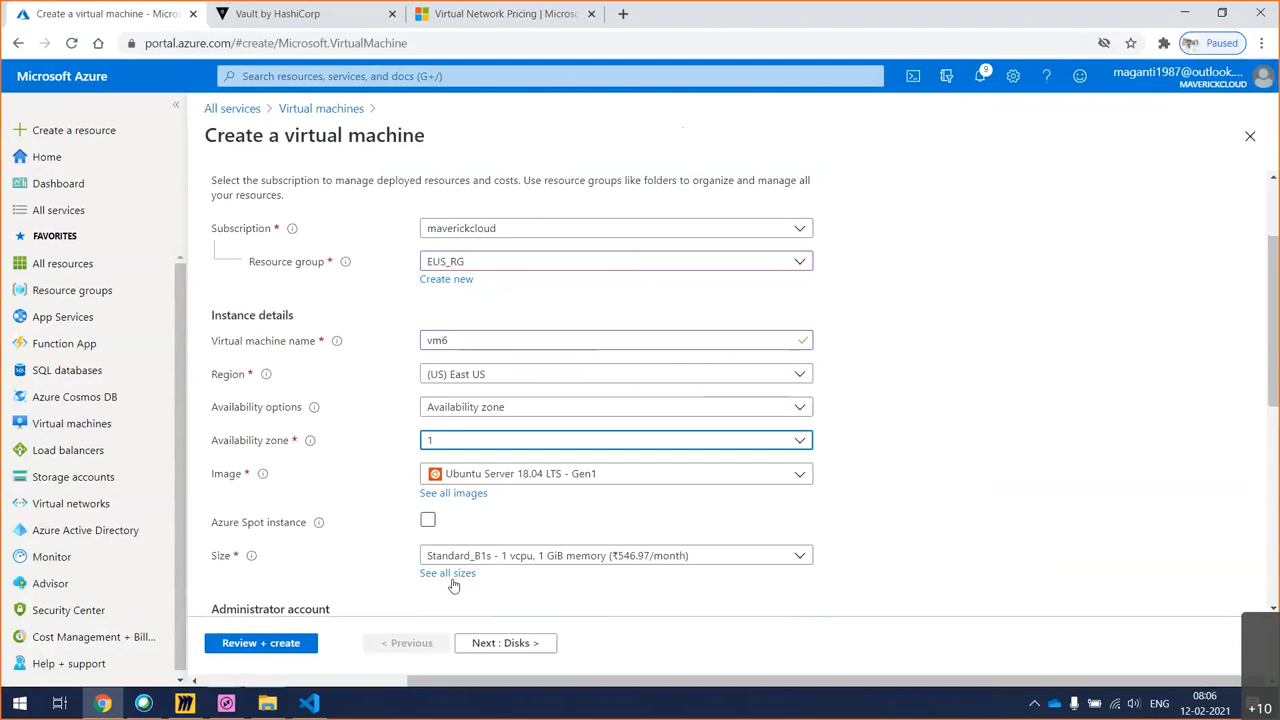 Create a virtual machine - Micros
Vault by HashiCorp
Virtual Network Pricing | Microso
portal.azure.com/#create/Microsoft.VirtualMachine
Paused
Microsoft Azure
Search resources, services, and docs (G+/)
9
maganti1987@outlook....
MAVERICKCLOUD
Create a resource
Home
Dashboard
All services
FAVORITES
All resources
Resource groups
App Services
Function App
SQL databases
Azure Cosmos DB
Virtual machines
Load balancers
Storage accounts
Virtual networks
Azure Active Directory
Monitor
Advisor
Security Center
Cost Management + Bill...
Help + support
All services > Virtual machines >
Create a virtual machine
Select the subscription to manage deployed resources and costs. Use resource groups like folders to organize and manage all
your resources.
Subscription * maverickcloud
Resource group * EUS_RG
Create new
Instance details
Virtual machine name * vm6
Region * (US) East US
Availability options Availability zone
Availability zone * 1
Image * Ubuntu Server 18.04 LTS - Gen1
See all images
Azure Spot instance
Size * Standard_B1s - 1 vcpu, 1 GiB memory (₹546.97/month)
See all sizes
Administrator account
Review + create
< Previous
Next : Disks >
ENG
08:06
12-02-2021
+10